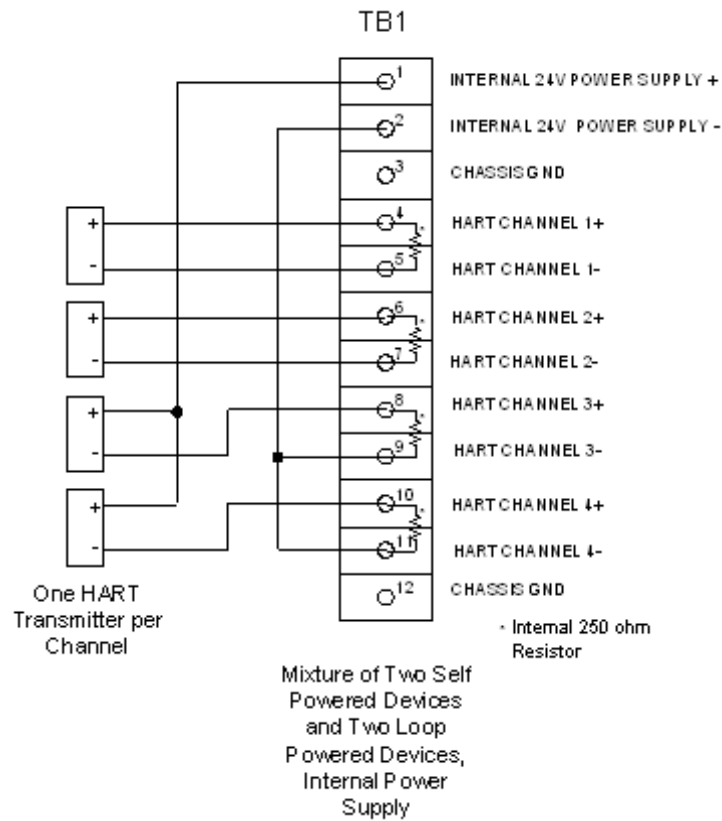 TB1
1 INTERNAL 24V POWER SUPPLY +
2 INTERNAL 24V POWER SUPPLY -
3 CHASSIS GND
+ 4 HART CHANNEL 1+
- 5 HART CHANNEL 1-
+ 6 HART CHANNEL 2+
- 7 HART CHANNEL 2-
+ 8 HART CHANNEL 3+
- 9 HART CHANNEL 3-
+ 10 HART CHANNEL 4+
- 11 HART CHANNEL 4-
12 CHASSIS GND
One HART
Transmitter per
Channel
* Internal 250 ohm
Resistor
Mixture of Two Self
Powered Devices
and Two Loop
Powered Devices,
Internal Power
Supply